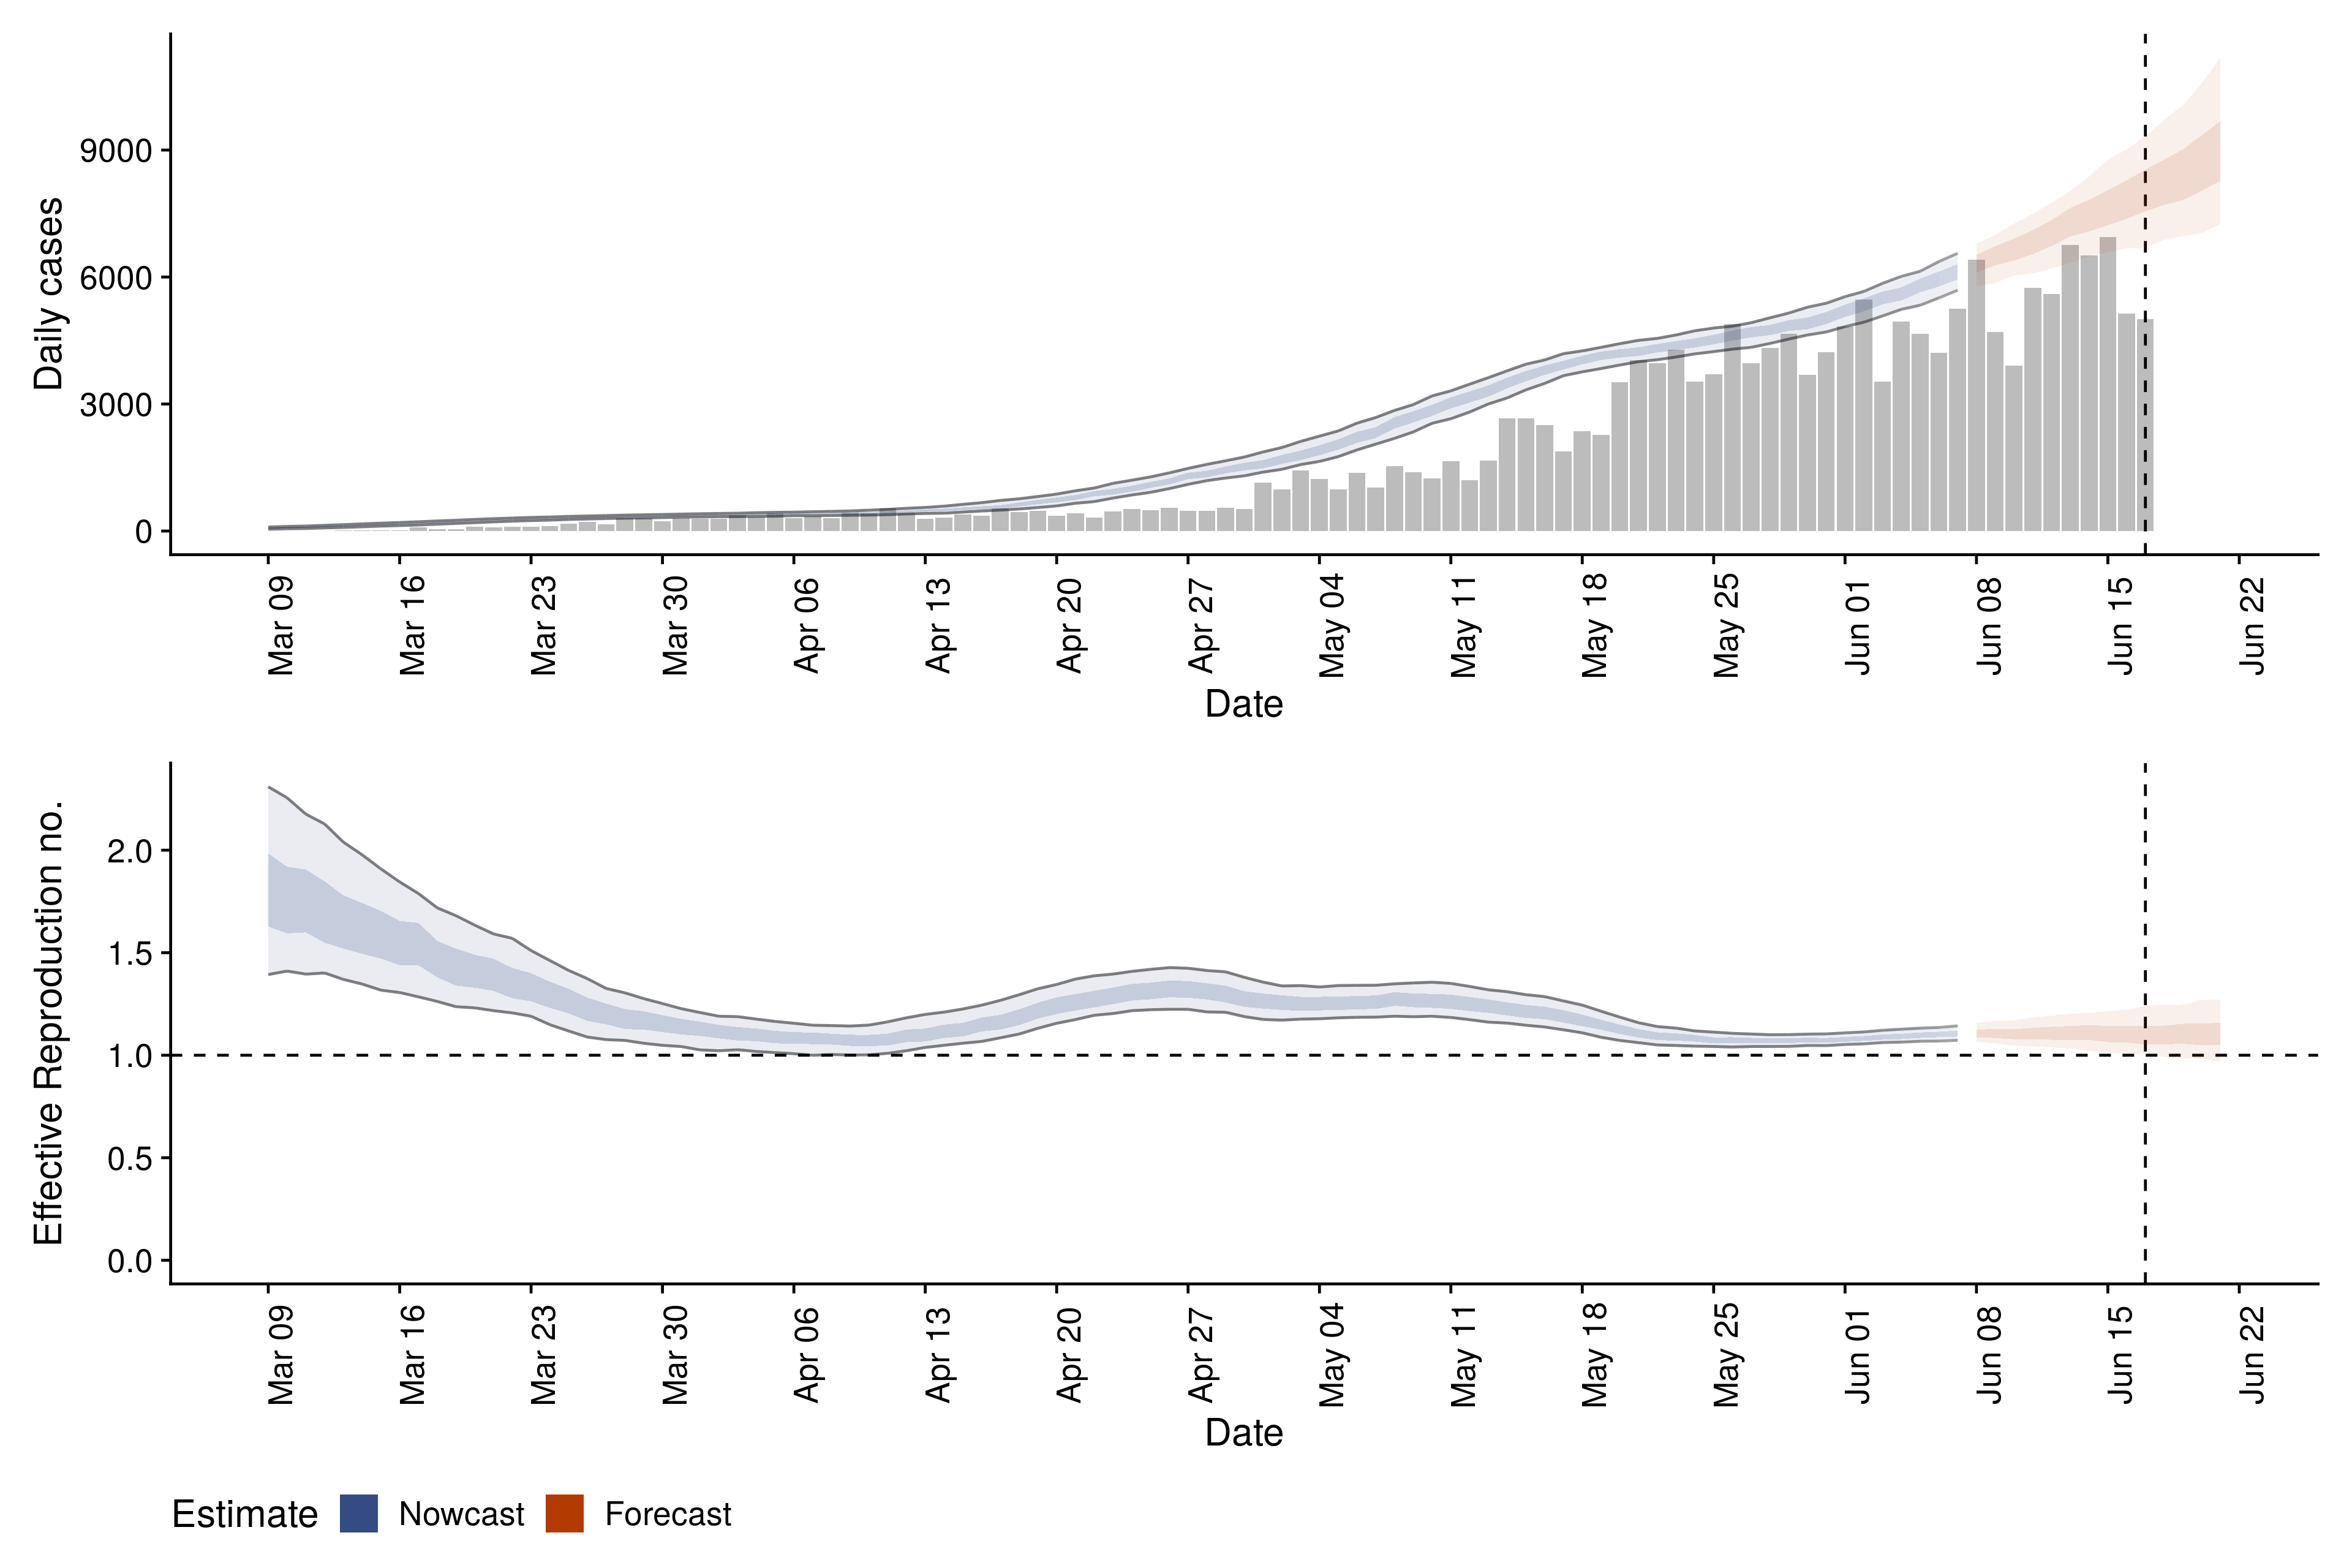 Daily cases
9000
6000
3000
0
Mar 09
Mar 16
Mar 23
Mar 30
Apr 06
Apr 13
Apr 20
Apr 27
May 04
May 11
May 18
May 25
Jun 01
Jun 08
Jun 15
Jun 22
Date
Effective Reproduction no.
2.0
1.5
1.0
0.5
0.0
Mar 09
Mar 16
Mar 23
Mar 30
Apr 06
Apr 13
Apr 20
Apr 27
May 04
May 11
May 18
May 25
Jun 01
Jun 08
Jun 15
Jun 22
Date
Estimate Nowcast Forecast